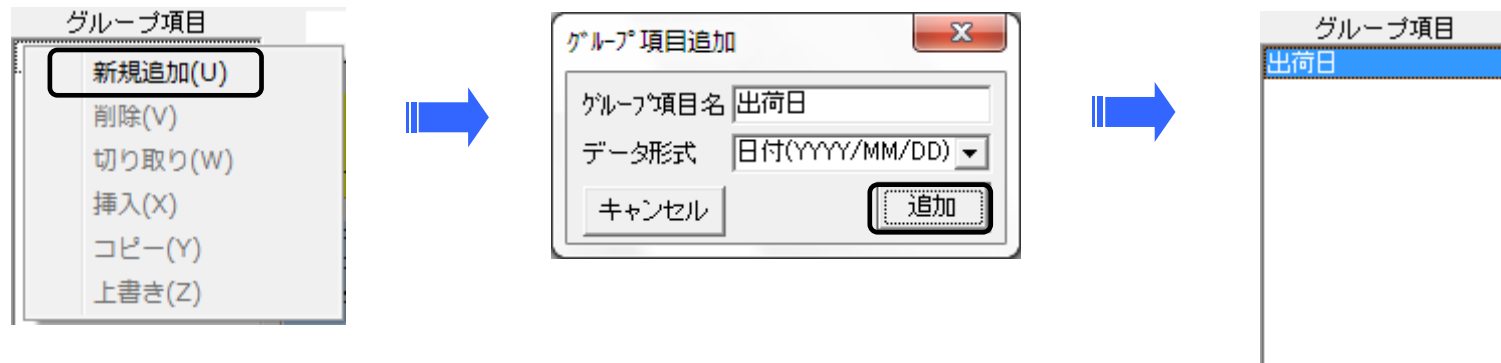 グループ項目
新規追加(U)
削除(V)
切り取り(W)
挿入(X)
コピー(Y)
上書き(Z)
ｸﾞﾙｰﾌﾟ項目追加
ｸﾞﾙｰﾌﾟ項目名 出荷日
データ形式 日付(YYYY/MM/DD)
キャンセル 追加
グループ項目
出荷日